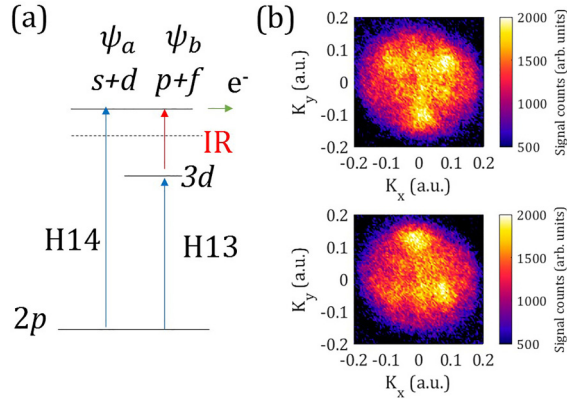 (a)
ψa ψb
s+d p+f
e-
IR
3d
H14 H13
2p
(b)
0.2
0.1
0
-0.1
-0.2
Ky (a.u.)
-0.2 -0.1 0 0.1 0.2
Kx (a.u.)
2000
1500
1000
500
Signal counts (arb. units)
0.2
0.1
0
-0.1
-0.2
Ky (a.u.)
-0.2 -0.1 0 0.1 0.2
Kx (a.u.)
2000
1500
1000
500
Signal counts (arb. units)